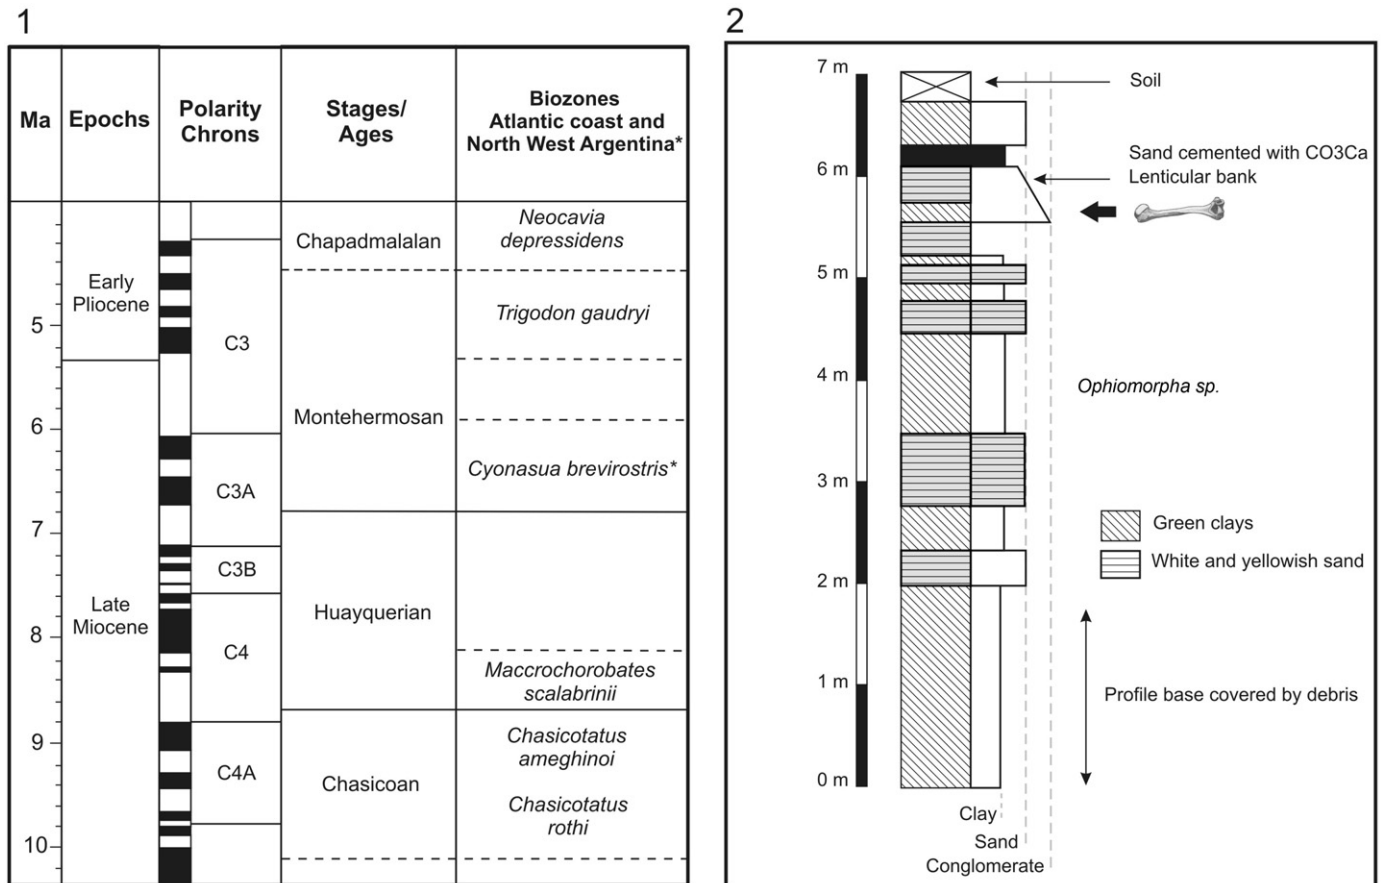 1
Ma
Epochs
Polarity
Chrons
Stages/
Ages
Biozones
Atlantic coast and
North West Argentina*
Early
Pliocene
Late
Miocene
5
6
7
8
9
10
C3
C3A
C3B
C4
C4A
Chapadmalalan
Montehermosan
Huayquerian
Chasicoan
Neocavia
depressidens
Trigodon gaudryi
Cyonasua brevirostris*
Maccrochorobates
scalabrinii
Chasicotatus
ameghinoi
Chasicotatus
rothi
2
7 m
6 m
5 m
4 m
3 m
2 m
1 m
0 m
Soil
Sand cemented with CO3Ca
Lenticular bank
Ophiomorpha sp.
Green clays
White and yellowish sand
Profile base covered by debris
Clay
Sand
Conglomerate